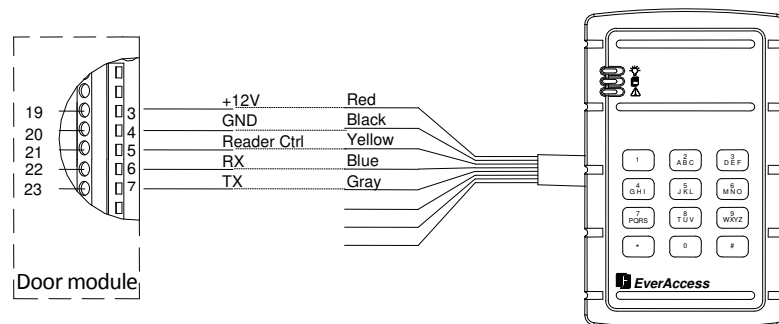 19
20
21
22
23
3
4
5
6
7
+12V Red
GND Black
Reader Ctrl Yellow
RX Blue
TX Gray
Door module
1
2
ABC
3
DEF
4
GHI
5
JKL
6
MNO
7
PQRS
8
TUV
9
WXYZ
*
0
#
EverAccess